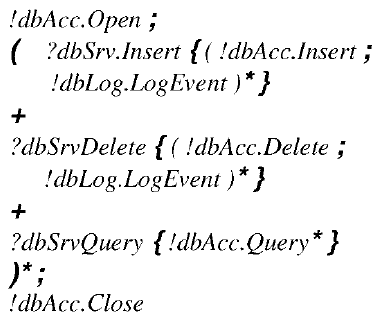 !dbAcc.Open ;
( ?dbSrv.Insert { ( !dbAcc.Insert ;
!dbLog.LogEvent )* }
+
?dbSrvDelete { ( !dbAcc.Delete ;
!dbLog.LogEvent )* }
+
?dbSrvQuery { !dbAcc.Query* }
)* ;
!dbAcc.Close